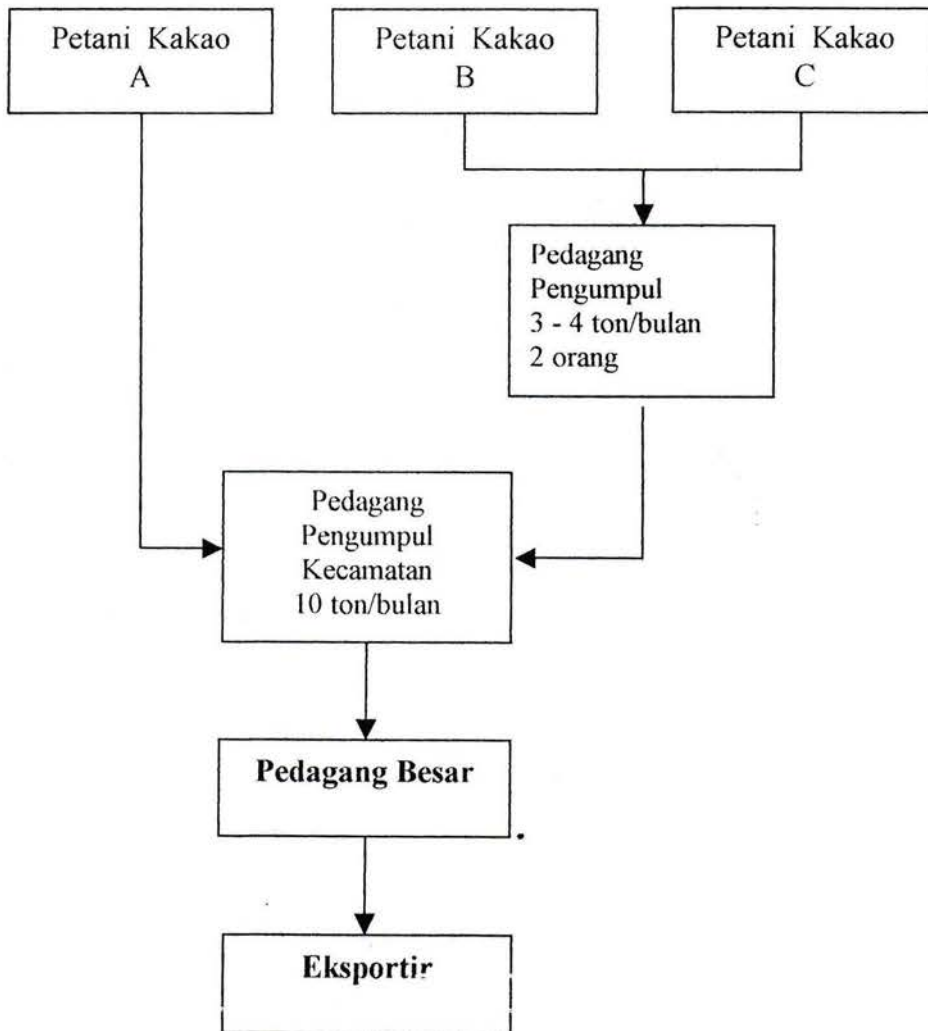 Petani Kakao
A
Petani Kakao
B
Petani Kakao
C
Pedagang
Pengumpul
3 - 4 ton/bulan
2 orang
Pedagang
Pengumpul
Kecamatan
10 ton/bulan
Pedagang Besar
Eksportir